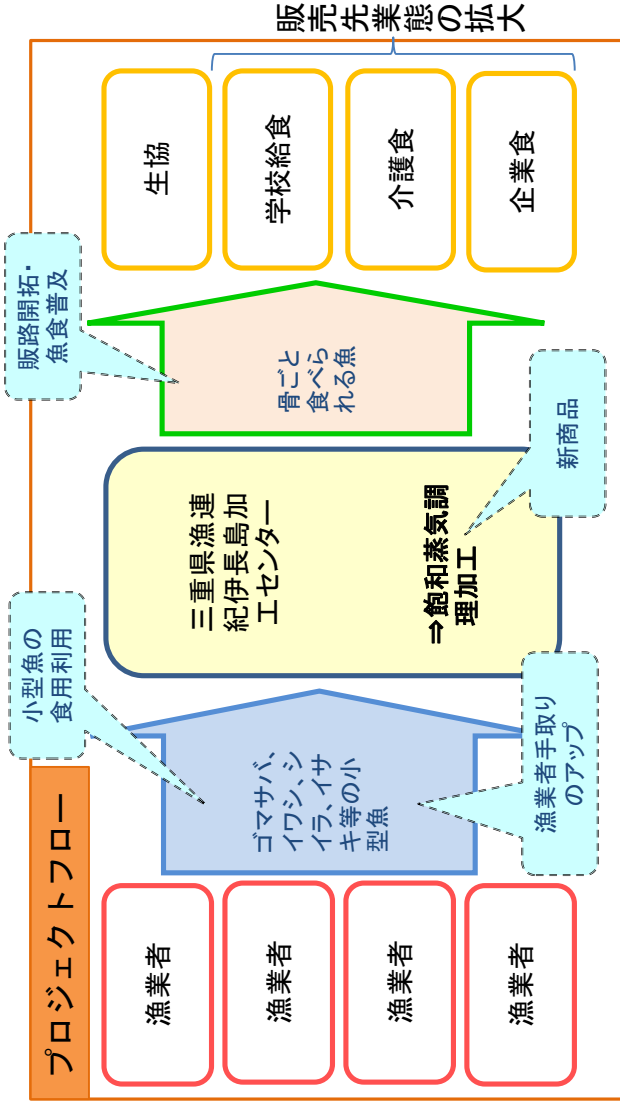 プロジェクトフロー
漁業者
漁業者
漁業者
漁業者
小型魚の
食用利用
ゴマサバ、
イワシ、シ
イラ、イサ
キ等の小
型魚
漁業者手取り
のアップ
三重県漁連
紀伊長島加
工センター
⇒飽和蒸気調
理加工
新商品
販路開拓・
魚食普及
骨ごと
食べら
れる魚
生協
学校給食
介護食
企業食
販売先業態の拡大